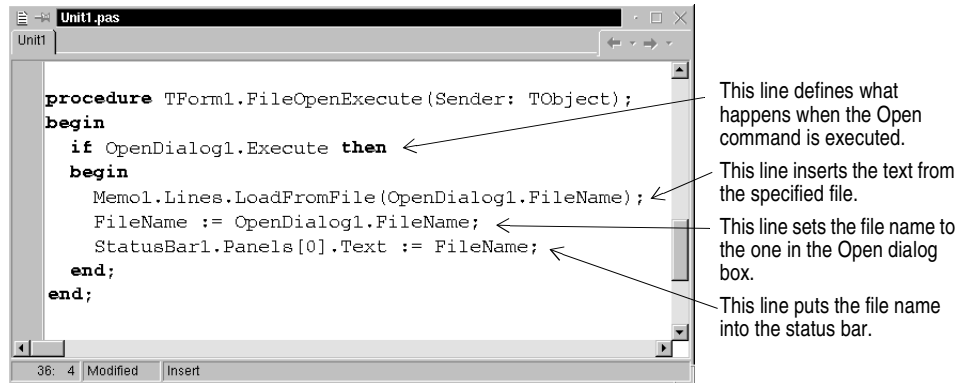 Unit1.pas
Unit1
procedure TForm1.FileOpenExecute(Sender: TObject);
begin
if OpenDialog1.Execute then
begin
Memo1.Lines.LoadFromFile(OpenDialog1.FileName);
FileName := OpenDialog1.FileName;
StatusBar1.Panels[0].Text := FileName;
end;
end;
36: 4 Modified Insert
This line defines what
happens when the Open
command is executed.
This line inserts the text from
the specified file.
This line sets the file name to
the one in the Open dialog
box.
This line puts the file name
into the status bar.